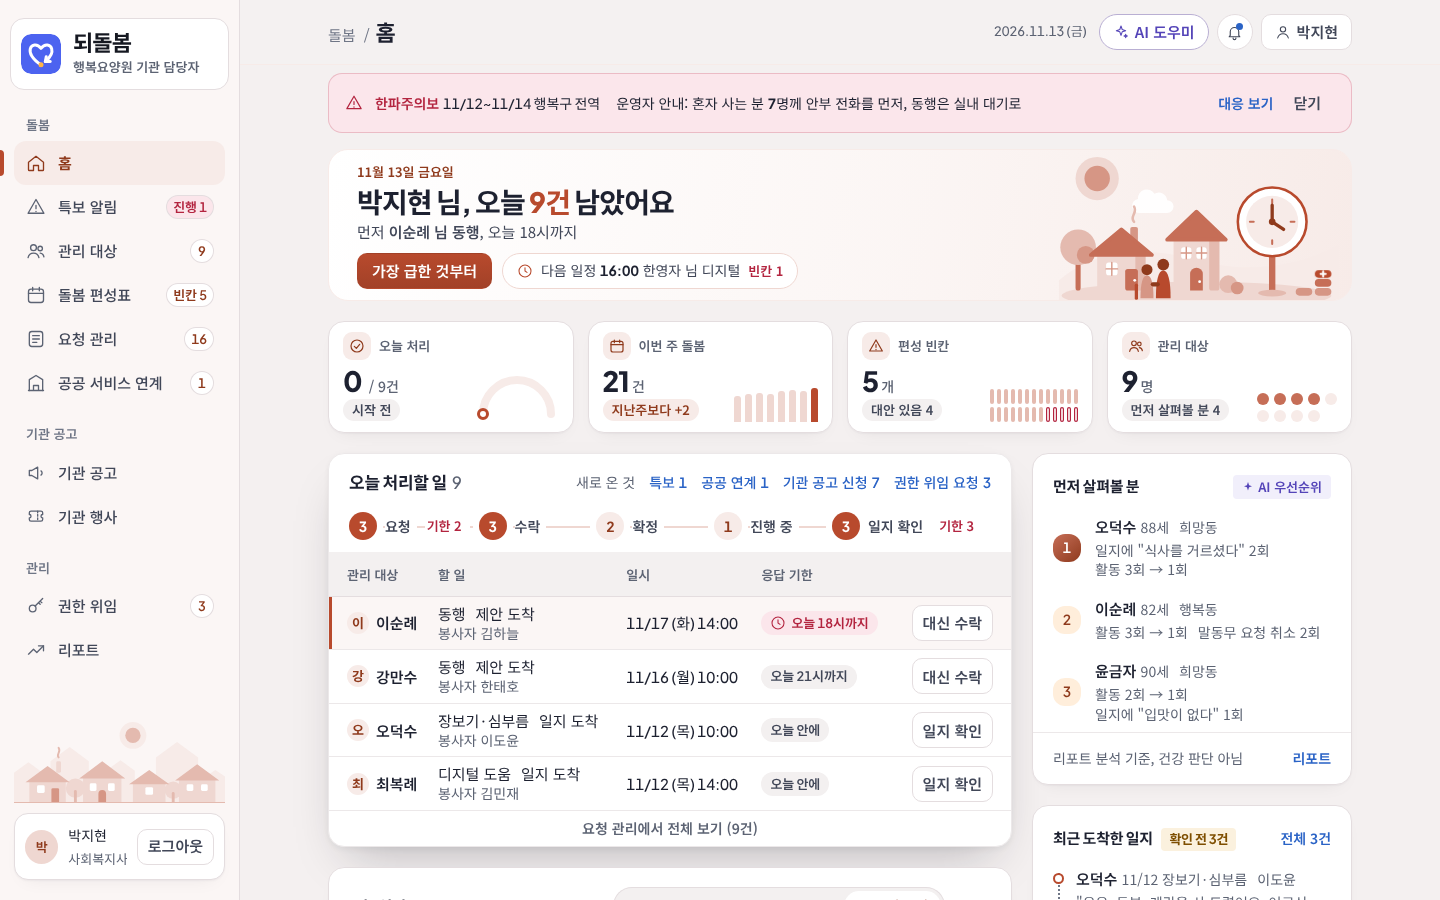 되돌봄
행복요양원 기관 담당자
돌봄
홈
특보 알림 진행 1
관리 대상 9
돌봄 편성표 빈칸 5
요청 관리 16
공공 서비스 연계 1
기관 공고
기관 공고
기관 행사
관리
권한 위임 3
리포트
박 박지현
사회복지사
로그아웃
돌봄 / 홈
2026.11.13(금) AI 도우미 박지현
한파주의보 11/12~11/14 행복구 전역 운영자 안내: 혼자 사는 분 7명께 안부 전화를 먼저, 동행은 실내 대기로 대응 보기 닫기
11월 13일 금요일
박지현 님, 오늘 9건 남았어요
먼저 이순례 님 동행, 오늘 18시까지
가장 급한 것부터 다음 일정 16:00 한영자 님 디지털 빈칸 1
오늘 처리
0 / 9건
시작 전
이번 주 돌봄
21 건
지난주보다 +2
편성 빈칸
5 개
대안 있음 4
관리 대상
9 명
먼저 살펴볼 분 4
오늘 처리할 일 9 새로 온 것 특보 1 공공 연계 1 기관 공고 신청 7 권한 위임 요청 3
3 요청 기한 2 3 수락 2 확정 1 진행 중 3 일지 확인 기한 3
관리 대상 할 일 일시 응답 기한
이 이순례 동행 제안 도착 봉사자 김하늘 11/17 (화) 14:00 오늘 18시까지 대신 수락
강 강만수 동행 제안 도착 봉사자 한태호 11/16 (월) 10:00 오늘 21시까지 대신 수락
오 오덕수 장보기·심부름 일지 도착 봉사자 이도윤 11/12 (목) 10:00 오늘 안에 일지 확인
최 최복례 디지털 도움 일지 도착 봉사자 김민재 11/12 (목) 14:00 오늘 안에 일지 확인
요청 관리에서 전체 보기 (9건)
먼저 살펴볼 분 AI 우선순위
1 오덕수 88세 희망동
일지에 "식사를 거르셨다" 2회
활동 3회 → 1회
2 이순례 82세 행복동
활동 3회 → 1회 말동무 요청 취소 2회
3 윤금자 90세 희망동
활동 2회 → 1회
일지에 "입맛이 없다" 1회
리포트 분석 기준, 건강 판단 아님 리포트
최근 도착한 일지 확인 전 3건 전체 3건
오덕수 11/12 장보기·심부름 이도윤